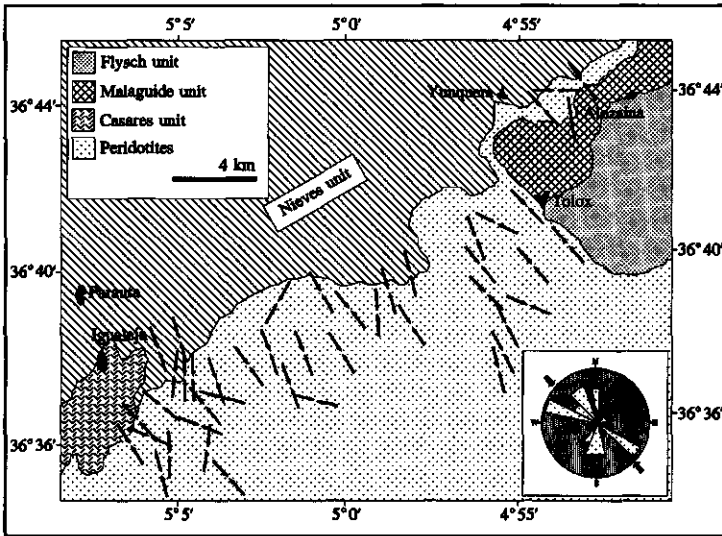 5°5' 5°0' 4°55'
Flysch unit
Malaguide unit
Casares unit
Peridotites
4 km
Nieves unit
Yunquera
Alozaina
Tolox
Parauta
Igualeja
36°44' 36°44'
36°40' 36°40'
36°36' 36°36'
N
W E
S
5°5' 5°0' 4°55'